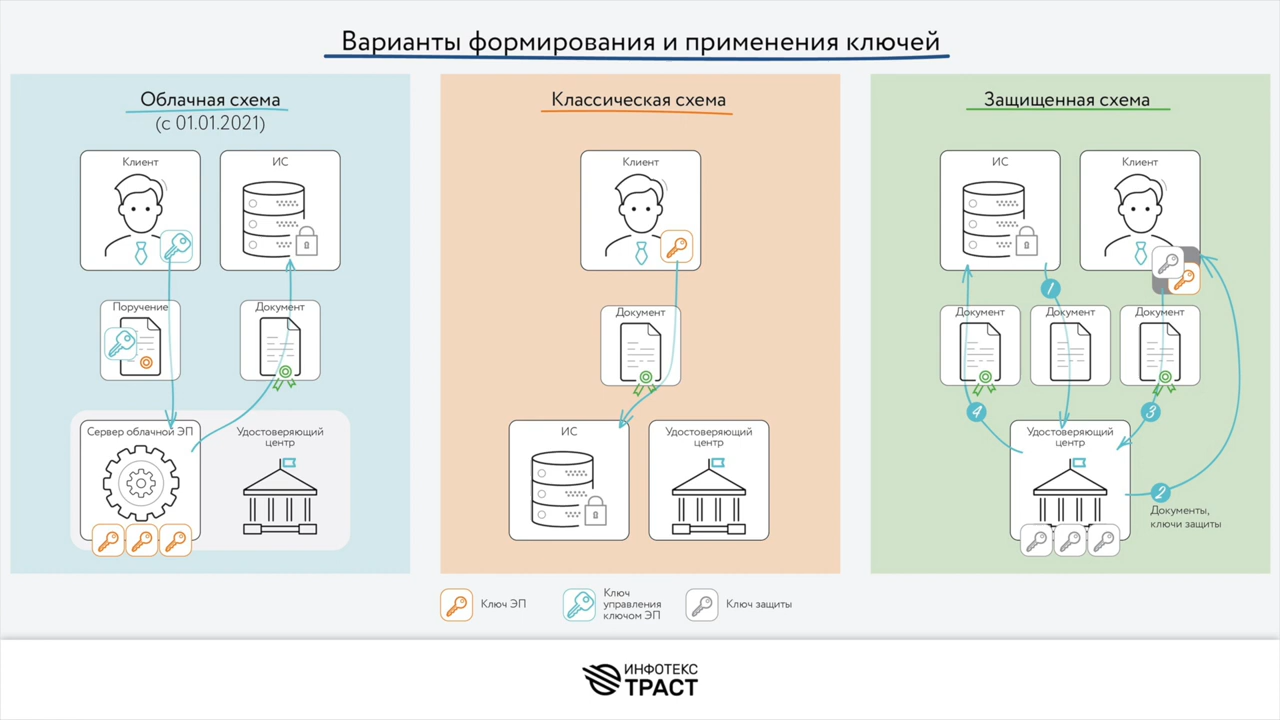 Варианты формирования и применения ключей
Облачная схема
(с 01.01.2021)
Клиент
ИС
Поручение
Документ
Сервер облачной ЭП
Удостоверяющий
центр
Классическая схема
Клиент
Документ
ИС
Удостоверяющий
центр
Защищенная схема
ИС
Клиент
1
Документ
Документ
Документ
4
3
Удостоверяющий
центр
2
Документы,
ключи защиты
Ключ ЭП
Ключ
управления
ключом ЭП
Ключ защиты
ИНФОТЕКС
ТРАСТ